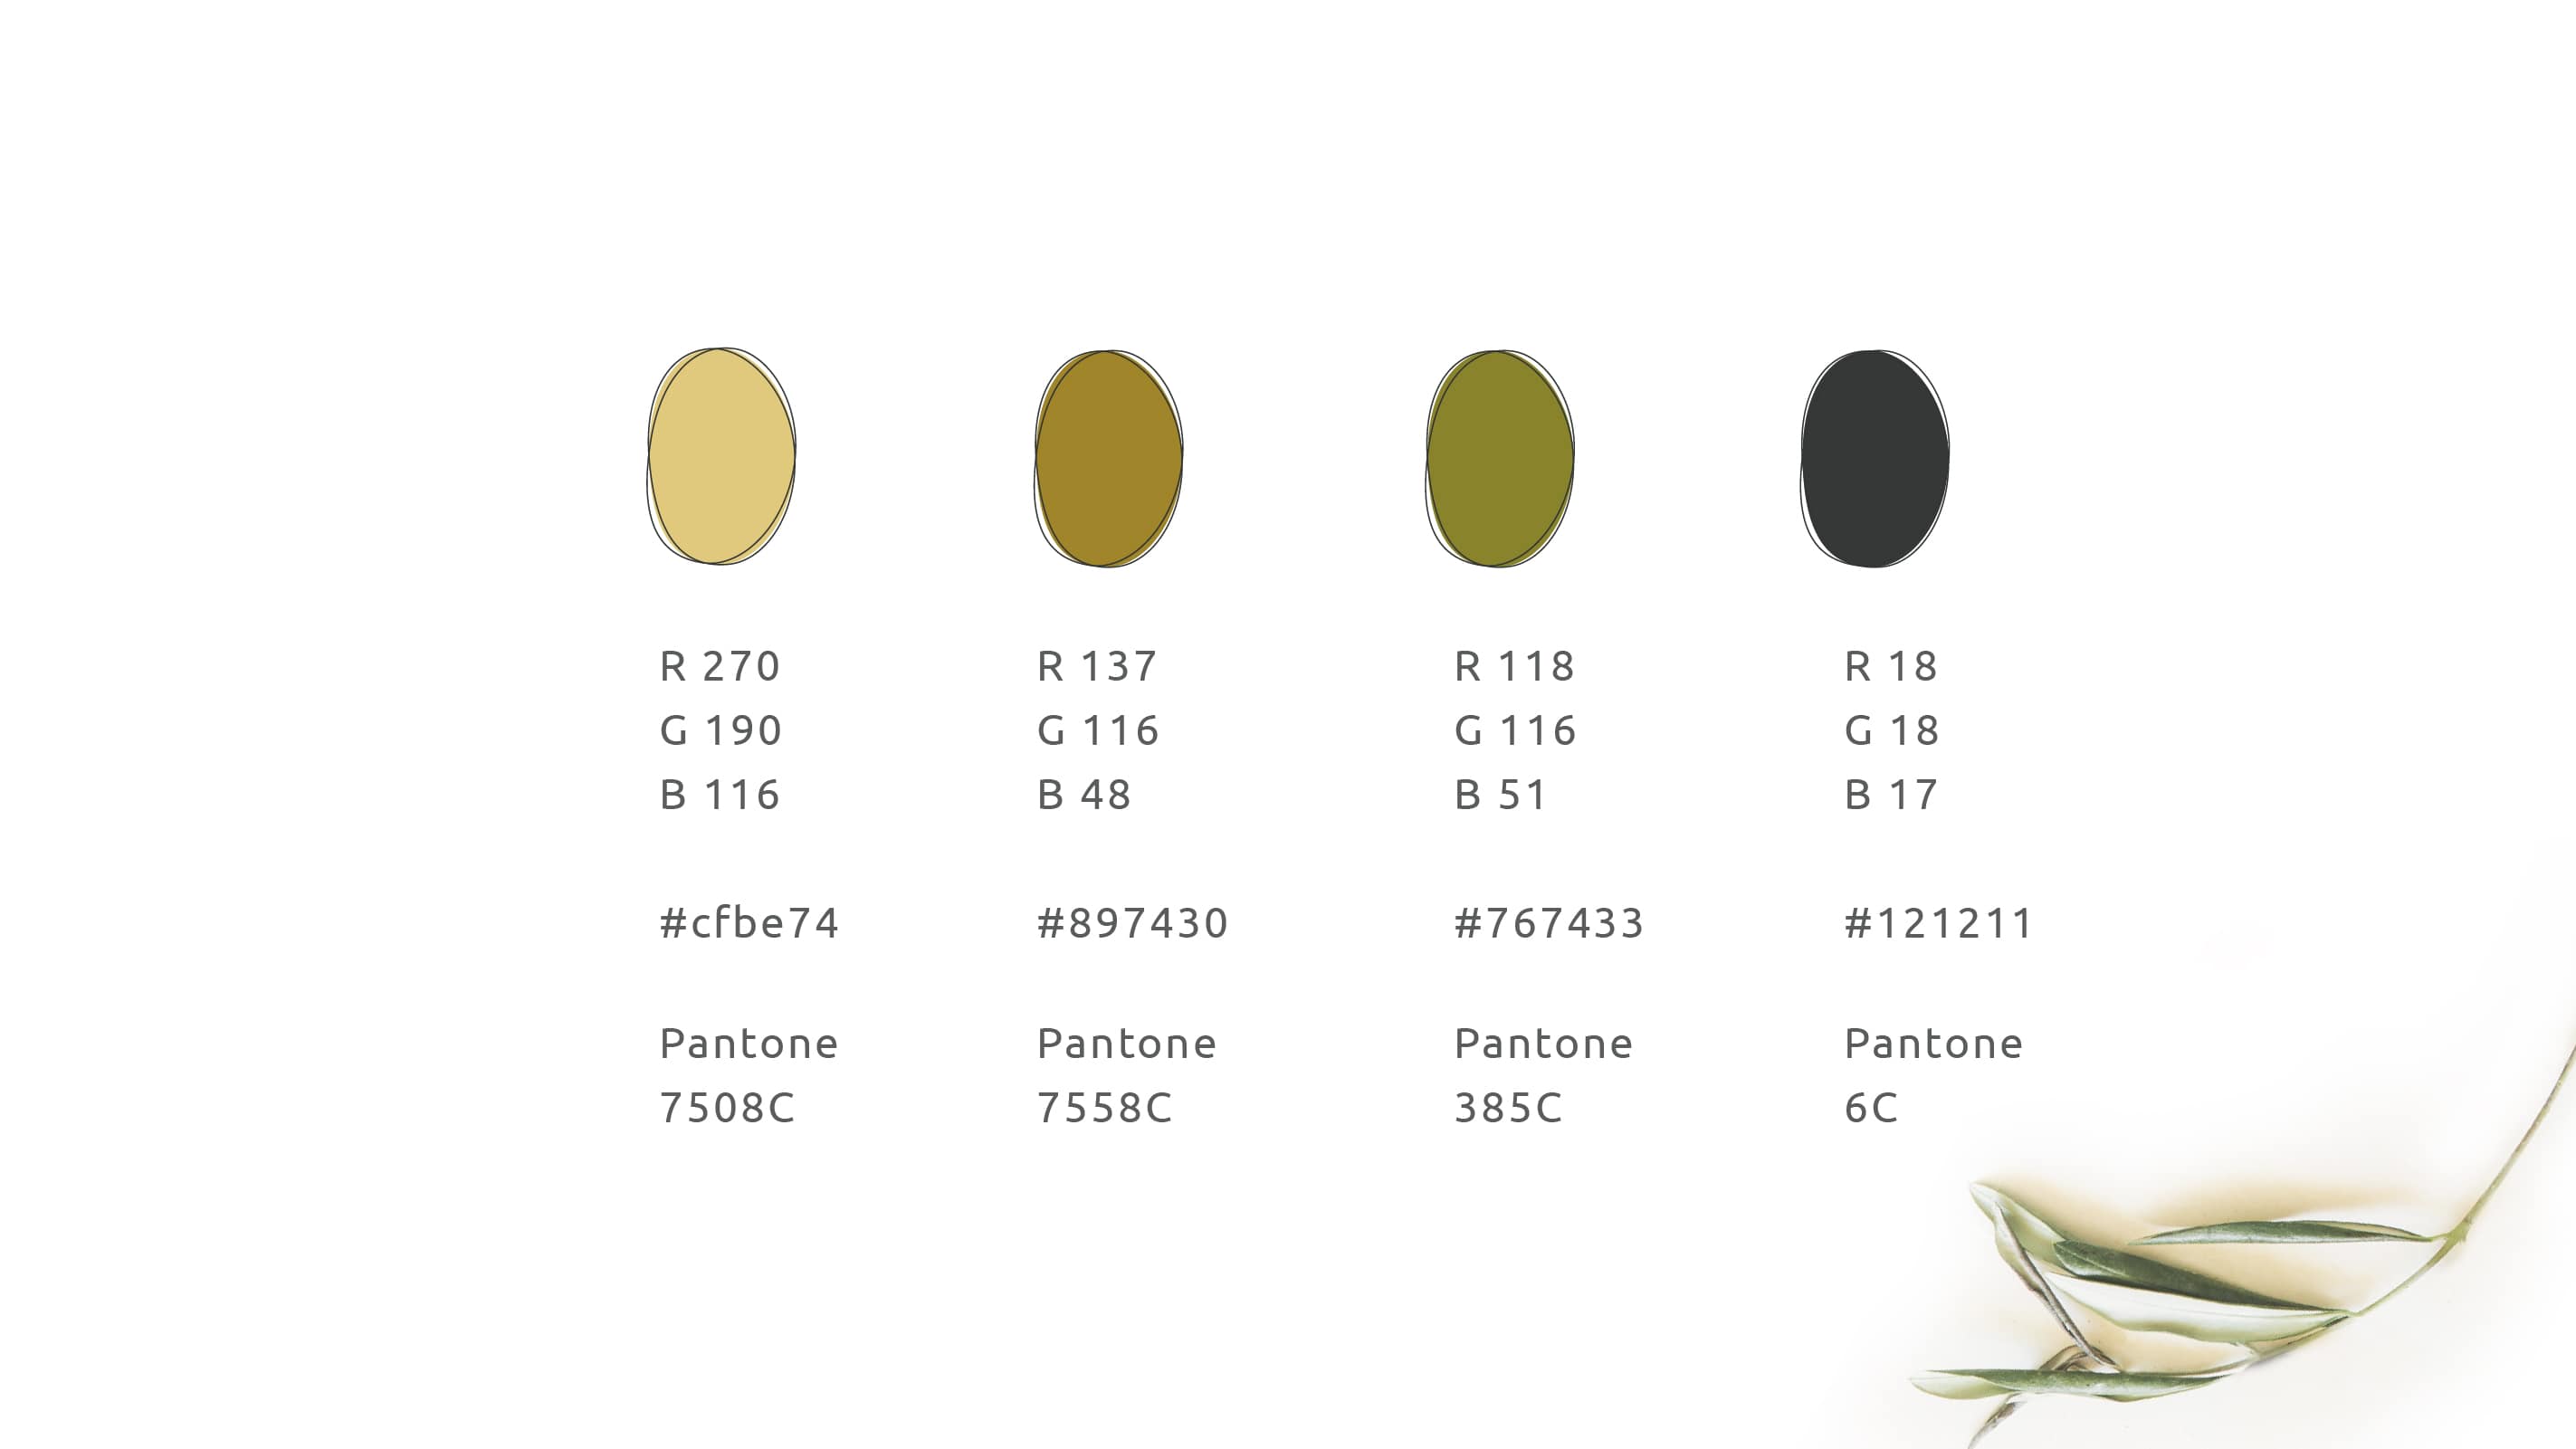 R 270
G 190
B 116
#cfbe74
Pantone
7508C
R 137
G 116
B 48
#897430
Pantone
7558C
R 118
G 116
B 51
#767433
Pantone
385C
R 18
G 18
B 17
#121211
Pantone
6C